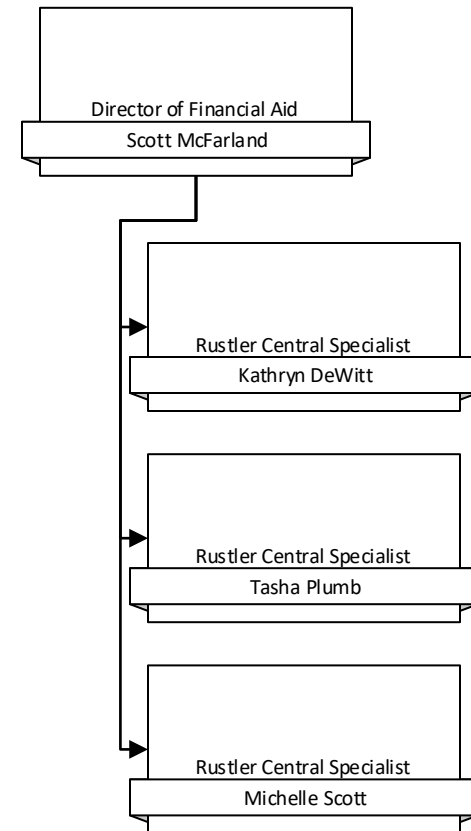 Director of Financial Aid
Scott McFarland
Rustler Central Specialist
Kathryn DeWitt
Rustler Central Specialist
Tasha Plumb
Rustler Central Specialist
Michelle Scott